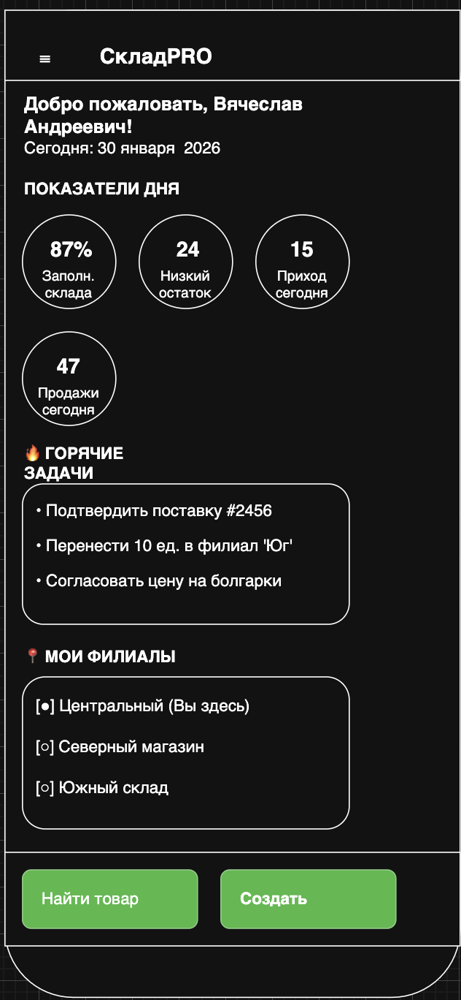 ≡ СкладPRO
Добро пожаловать, Вячеслав
Андреевич!
Сегодня: 30 января  2026
ПОКАЗАТЕЛИ ДНЯ
87%
Заполн.
склада
24
Низкий
остаток
15
Приход
сегодня
47
Продажи
сегодня
🔥 ГОРЯЧИЕ
ЗАДАЧИ
• Подтвердить поставку #2456
• Перенести 10 ед. в филиал 'Юг'
• Согласовать цену на болгарки
📍 МОИ ФИЛИАЛЫ
[●] Центральный (Вы здесь)
[○] Северный магазин
[○] Южный склад
Найти товар
Создать